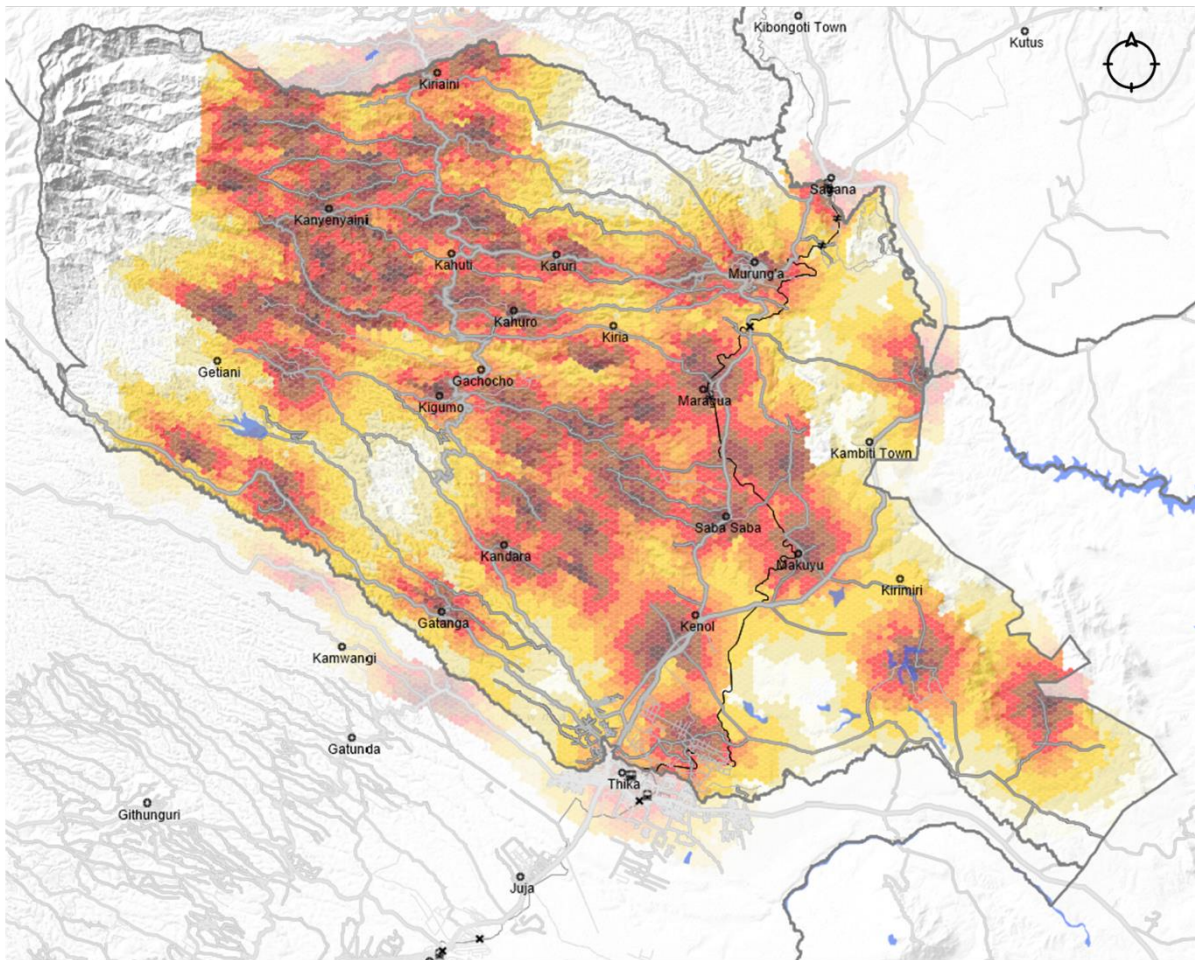 Kibongoti Town
Kutus
Kiriaini
Sagana
Kanyenyaini
Kahuti
Karuri
Murung'a
Kahuro
Kiria
Getiani
Gachocho
Kigumo
Maragua
Kambiti Town
Saba Saba
Kandara
Makuyu
Kirimiri
Gatanga
Kenol
Kamwangi
Gatunda
Thika
Githunguri
Juja